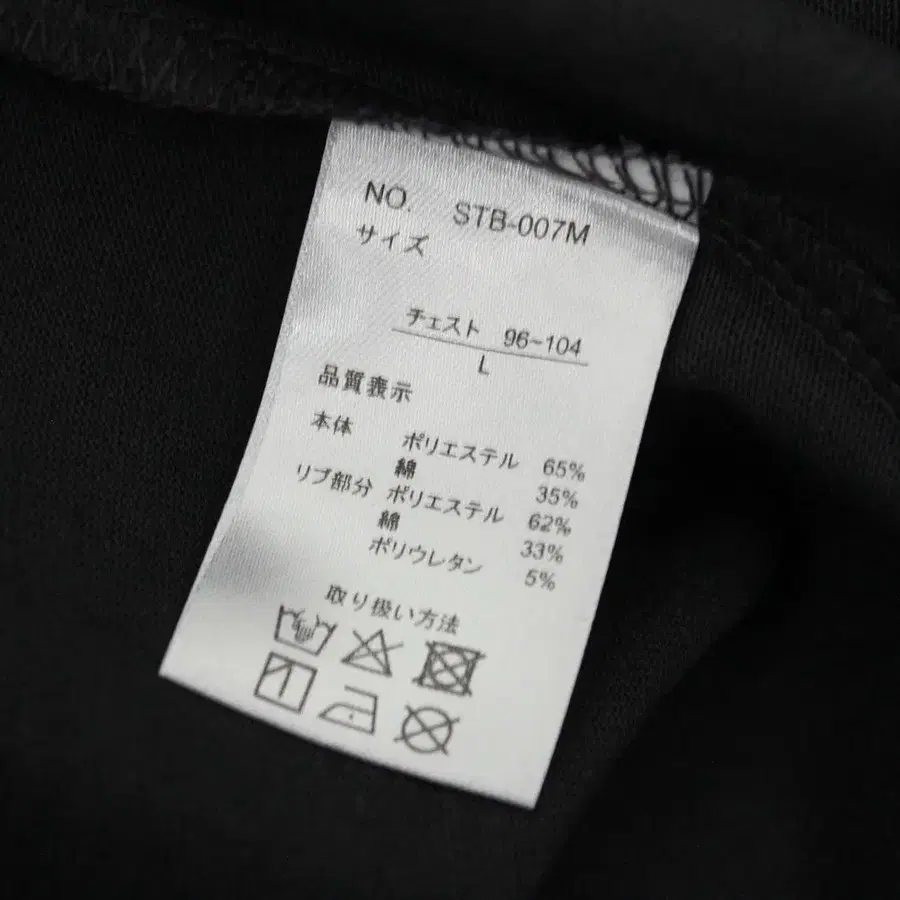 NO. STB-007M
サイズ
チェスト 96-104
L
品質表示
本体 ポリエステル 65%
綿 35%
リブ部分 ポリエステル 62%
綿 33%
ポリウレタン 5%
取り扱い方法